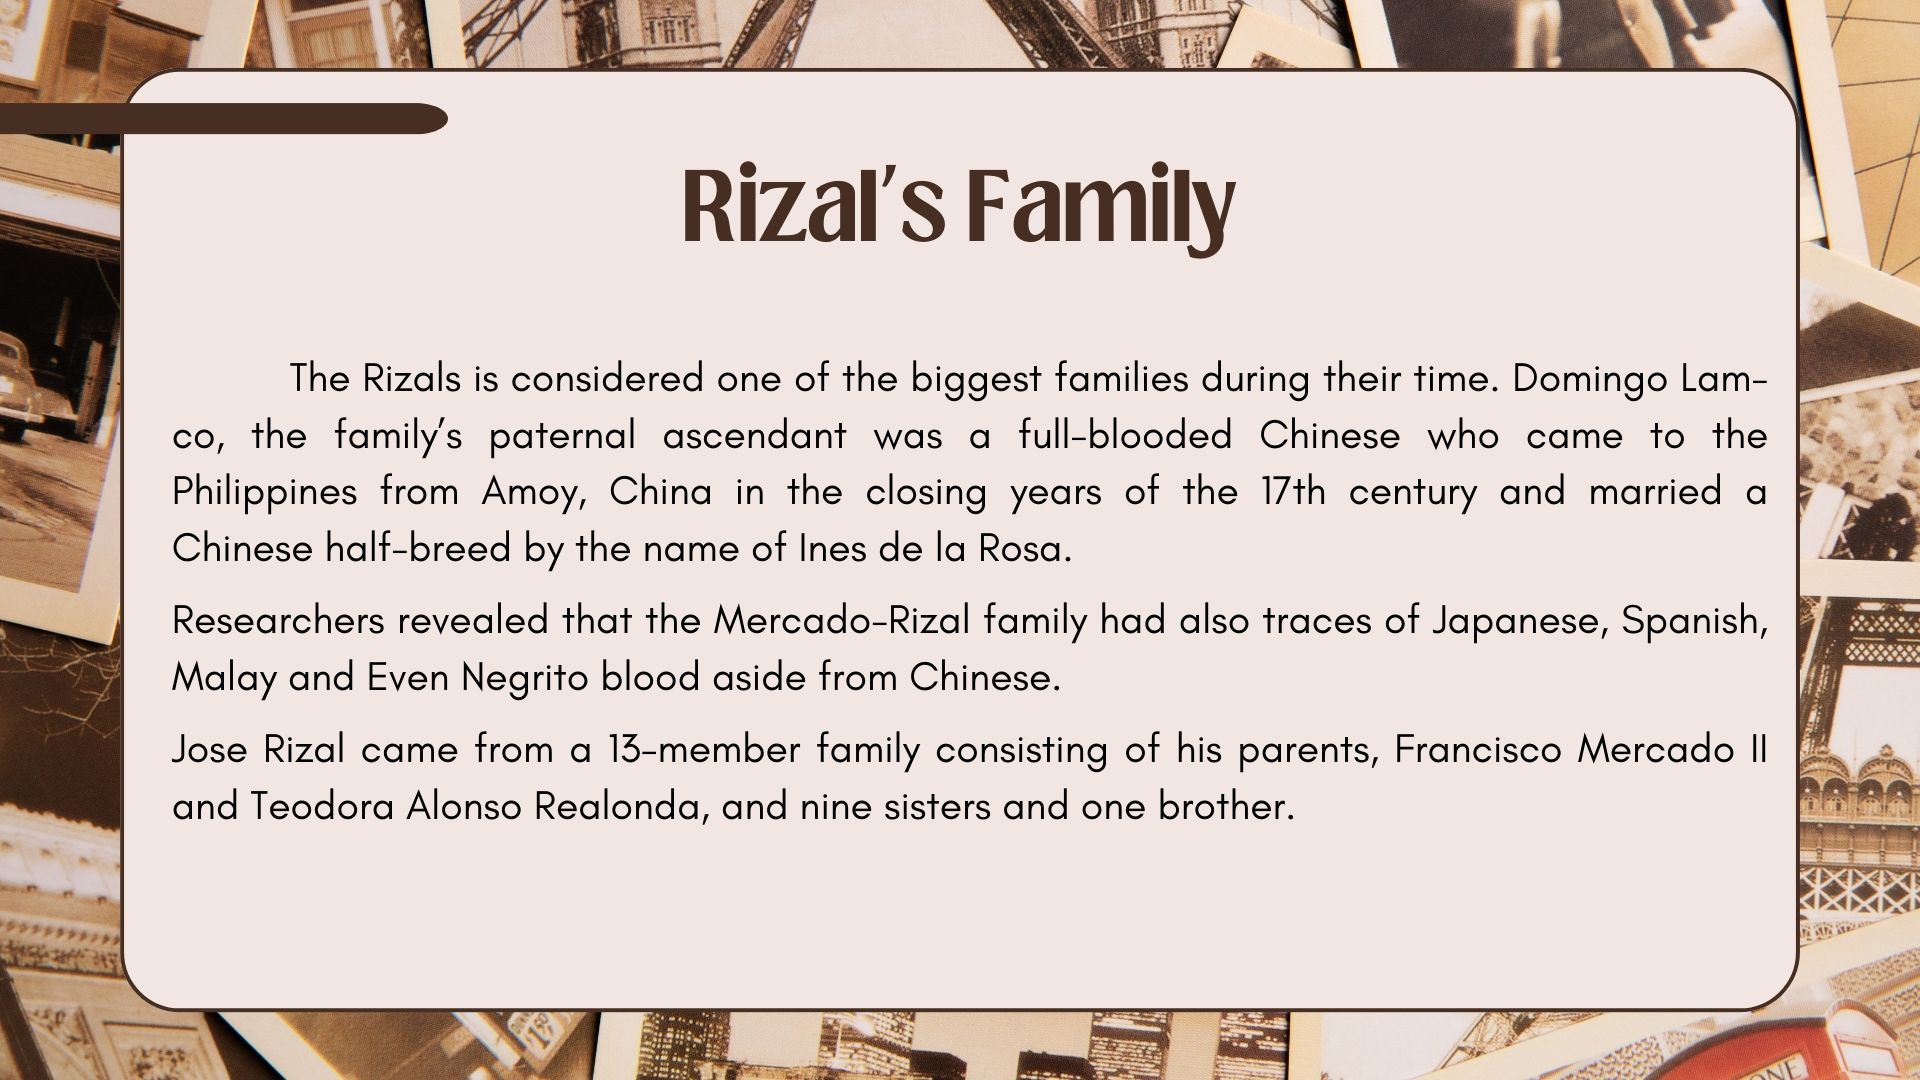 Rizal's Family
The Rizals is considered one of the biggest families during their time. Domingo Lam-
co, the family's paternal ascendant was a full-blooded Chinese who came to the
Philippines from Amoy, China in the closing years of the 17th century and married a
Chinese half-breed by the name of Ines de la Rosa.
Researchers revealed that the Mercado-Rizal family had also traces of Japanese, Spanish,
Malay and Even Negrito blood aside from Chinese.
Jose Rizal came from a 13-member family consisting of his parents, Francisco Mercado II
and Teodora Alonso Realonda, and nine sisters and one brother.